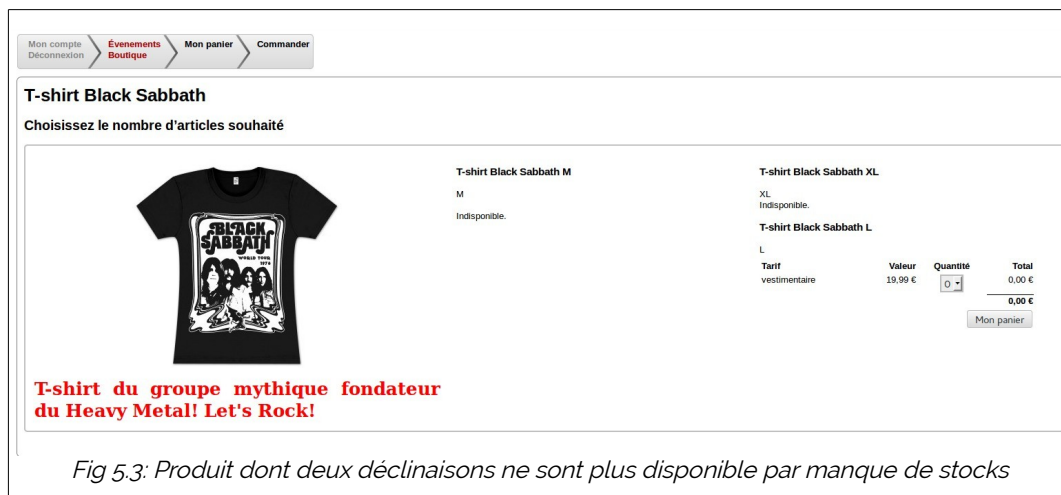 Mon compte
Déconnexion
Évenements
Boutique
Mon panier
Commander
T-shirt Black Sabbath
Choisissez le nombre d'articles souhaité
BLACK
SABBATH
WORLD TOUR
1978
T-shirt du groupe mythique fondateur
du Heavy Metal! Let's Rock!
T-shirt Black Sabbath M
M
Indisponible.
T-shirt Black Sabbath XL
XL
Indisponible.
T-shirt Black Sabbath L
L
Tarif Valeur Quantité Total
vestimentaire 19,99 € 0 0,00 €
0,00 €
Mon panier
Fig 5.3: Produit dont deux déclinaisons ne sont plus disponible par manque de stocks